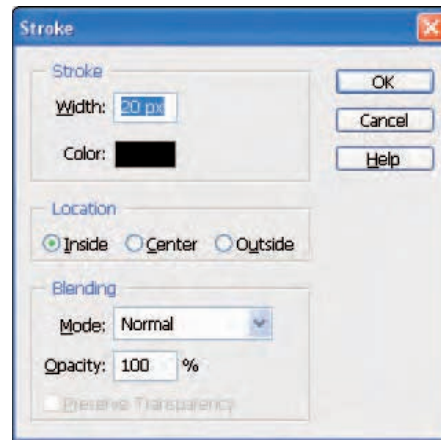 Stroke
Stroke
Width: 20 px
Color:
OK
Cancel
Help
Location
Inside Center Outside
Blending
Mode: Normal
Opacity: 100 %
Preserve Transparency